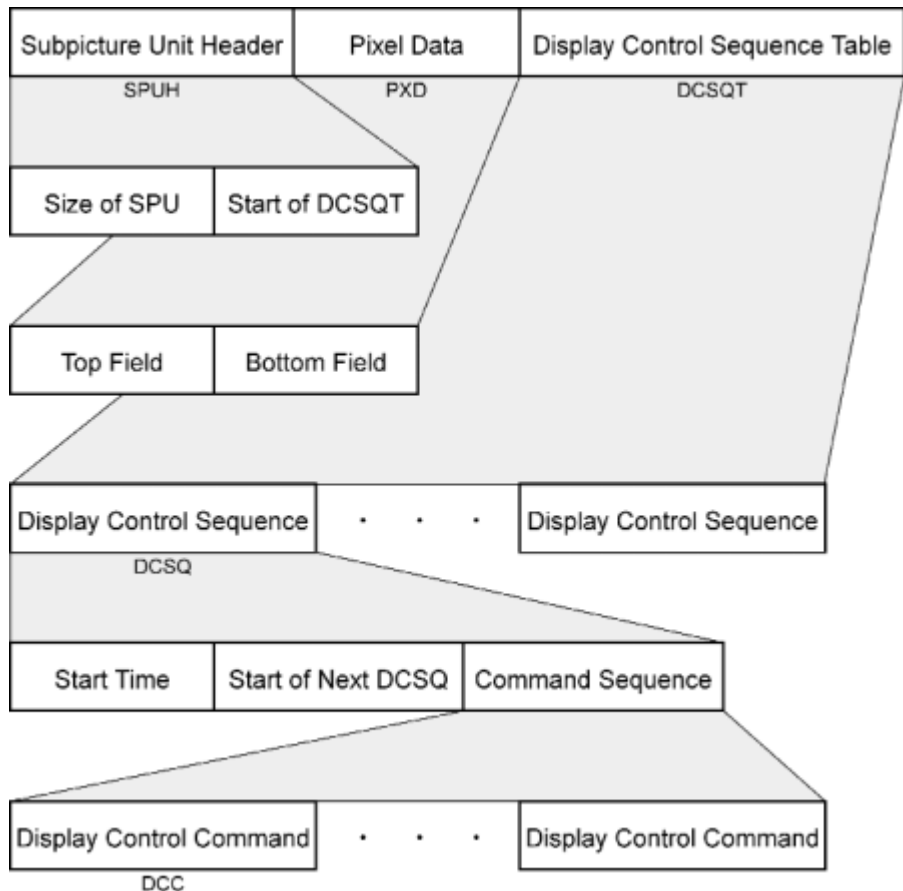 Subpicture Unit Header Pixel Data Display Control Sequence Table
SPUH PXD DCSQT
Size of SPU Start of DCSQT
Top Field Bottom Field
Display Control Sequence . . . Display Control Sequence
DCSQ
Start Time Start of Next DCSQ Command Sequence
Display Control Command . . . Display Control Command
DCC